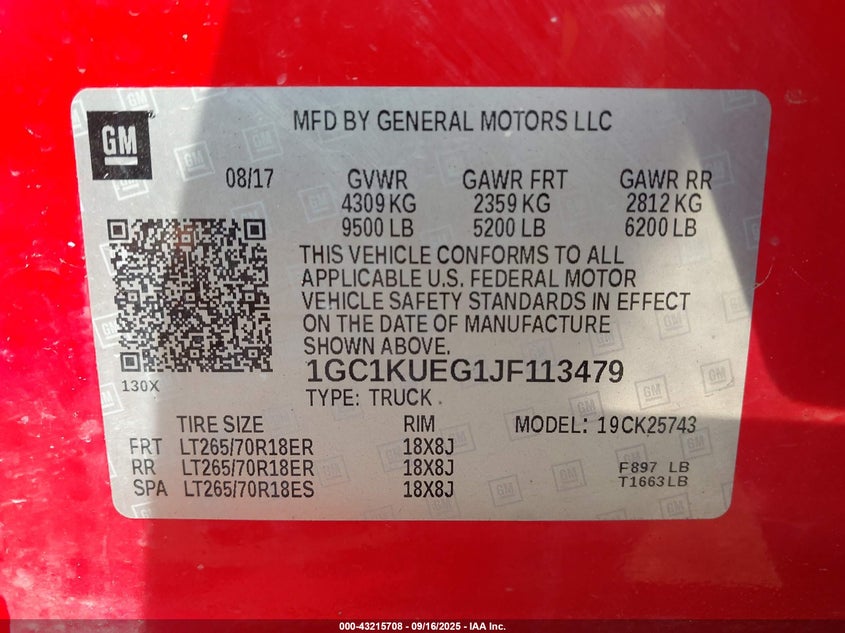 GM
MFD BY GENERAL MOTORS LLC
08/17 GVWR GAWR FRT GAWR RR
4309 KG 2359 KG 2812 KG
9500 LB 5200 LB 6200 LB
THIS VEHICLE CONFORMS TO ALL
APPLICABLE U.S. FEDERAL MOTOR
VEHICLE SAFETY STANDARDS IN EFFECT
ON THE DATE OF MANUFACTURE
SHOWN ABOVE.
1GC1KUEG1JF113479
130X
TYPE: TRUCK
TIRE SIZE RIM MODEL: 19CK25743
FRT LT265/70R18ER 18X8J
RR LT265/70R18ER 18X8J F897 LB
SPA LT265/70R18ES 18X8J T1663LB
000-43215708 - 09/16/2025 - IAA Inc.